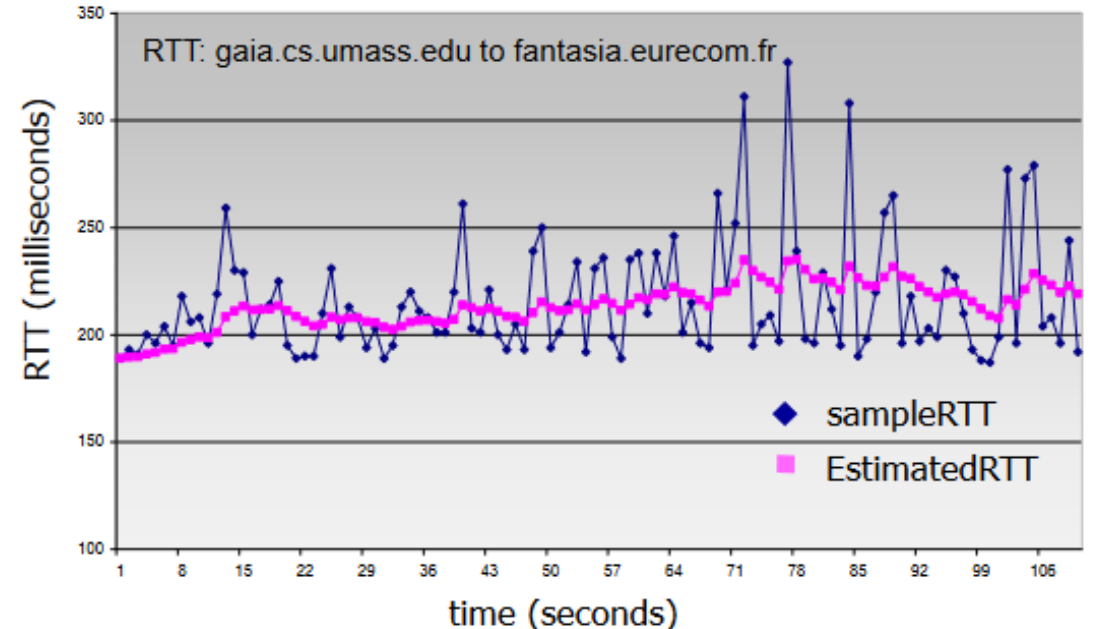 RTT: gaia.cs.umass.edu to fantasia.eurecom.fr
RTT (milliseconds)
350
300
250
200
150
100
sampleRTT
EstimatedRTT
1 8 15 22 29 36 43 50 57 64 71 78 85 92 99 106
time (seconds)